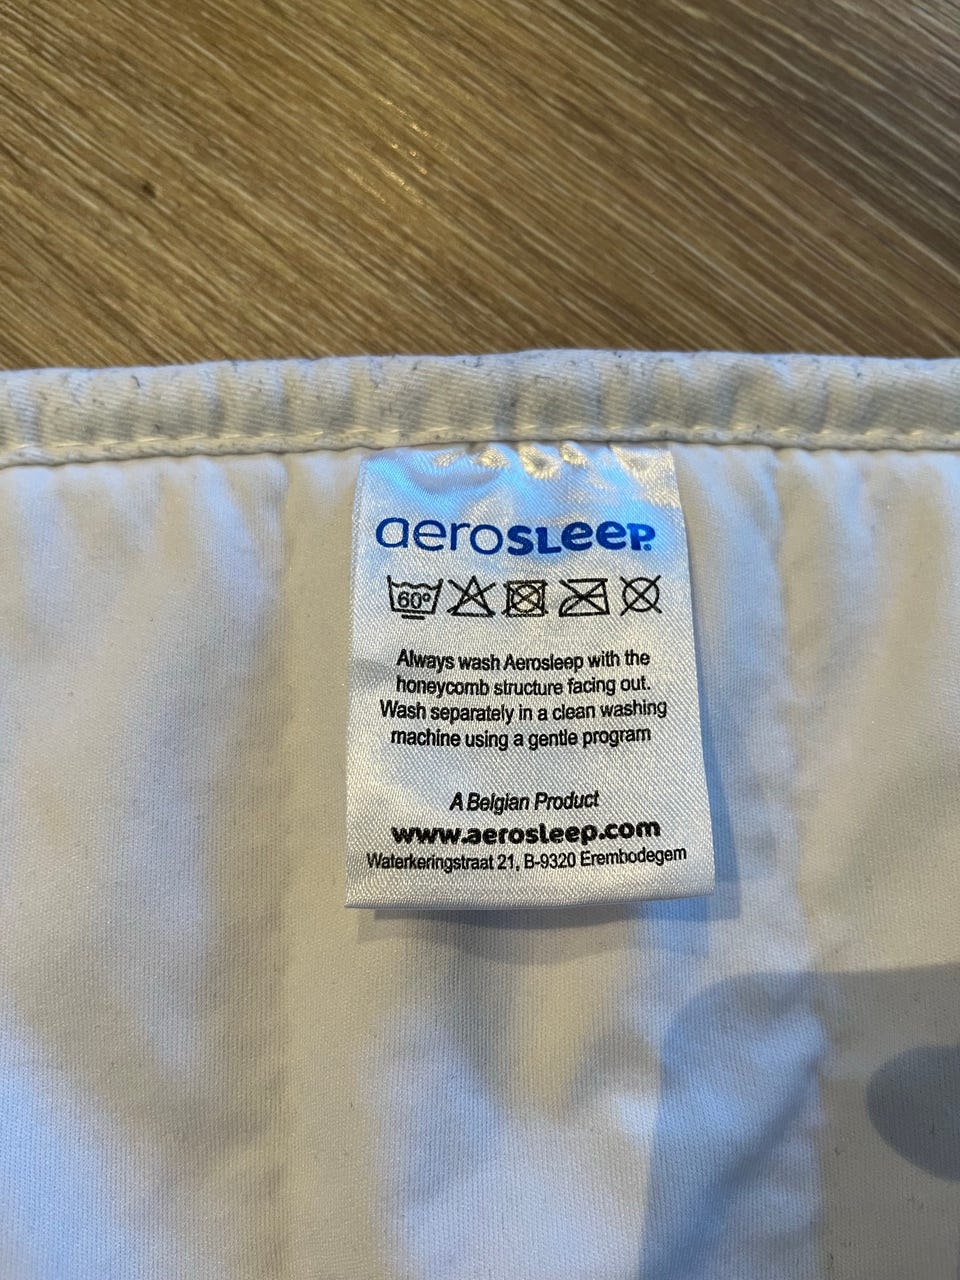 aerosleep.
60°
Always wash Aerosleep with the
honeycomb structure facing out.
Wash separately in a clean washing
machine using a gentle program
A Belgian Product
www.aerosleep.com
Waterkeringstraat 21, B-9320 Erembodegem